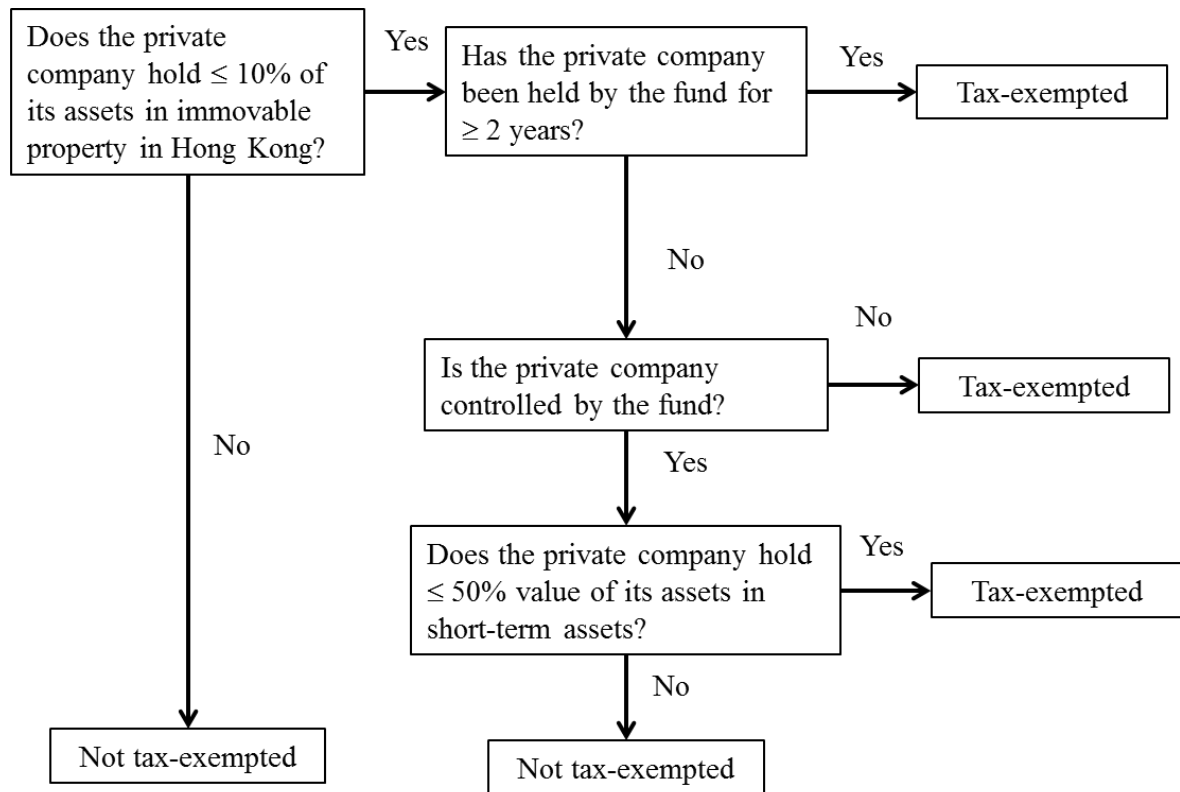 Does the private
company hold ≤ 10% of
its assets in immovable
property in Hong Kong?
Yes
Has the private company
been held by the fund for
≥ 2 years?
Yes
Tax-exempted
No
No
Is the private company
controlled by the fund?
Tax-exempted
No
Yes
Does the private company hold
≤ 50% value of its assets in
short-term assets?
Yes
Tax-exempted
No
Not tax-exempted
Not tax-exempted